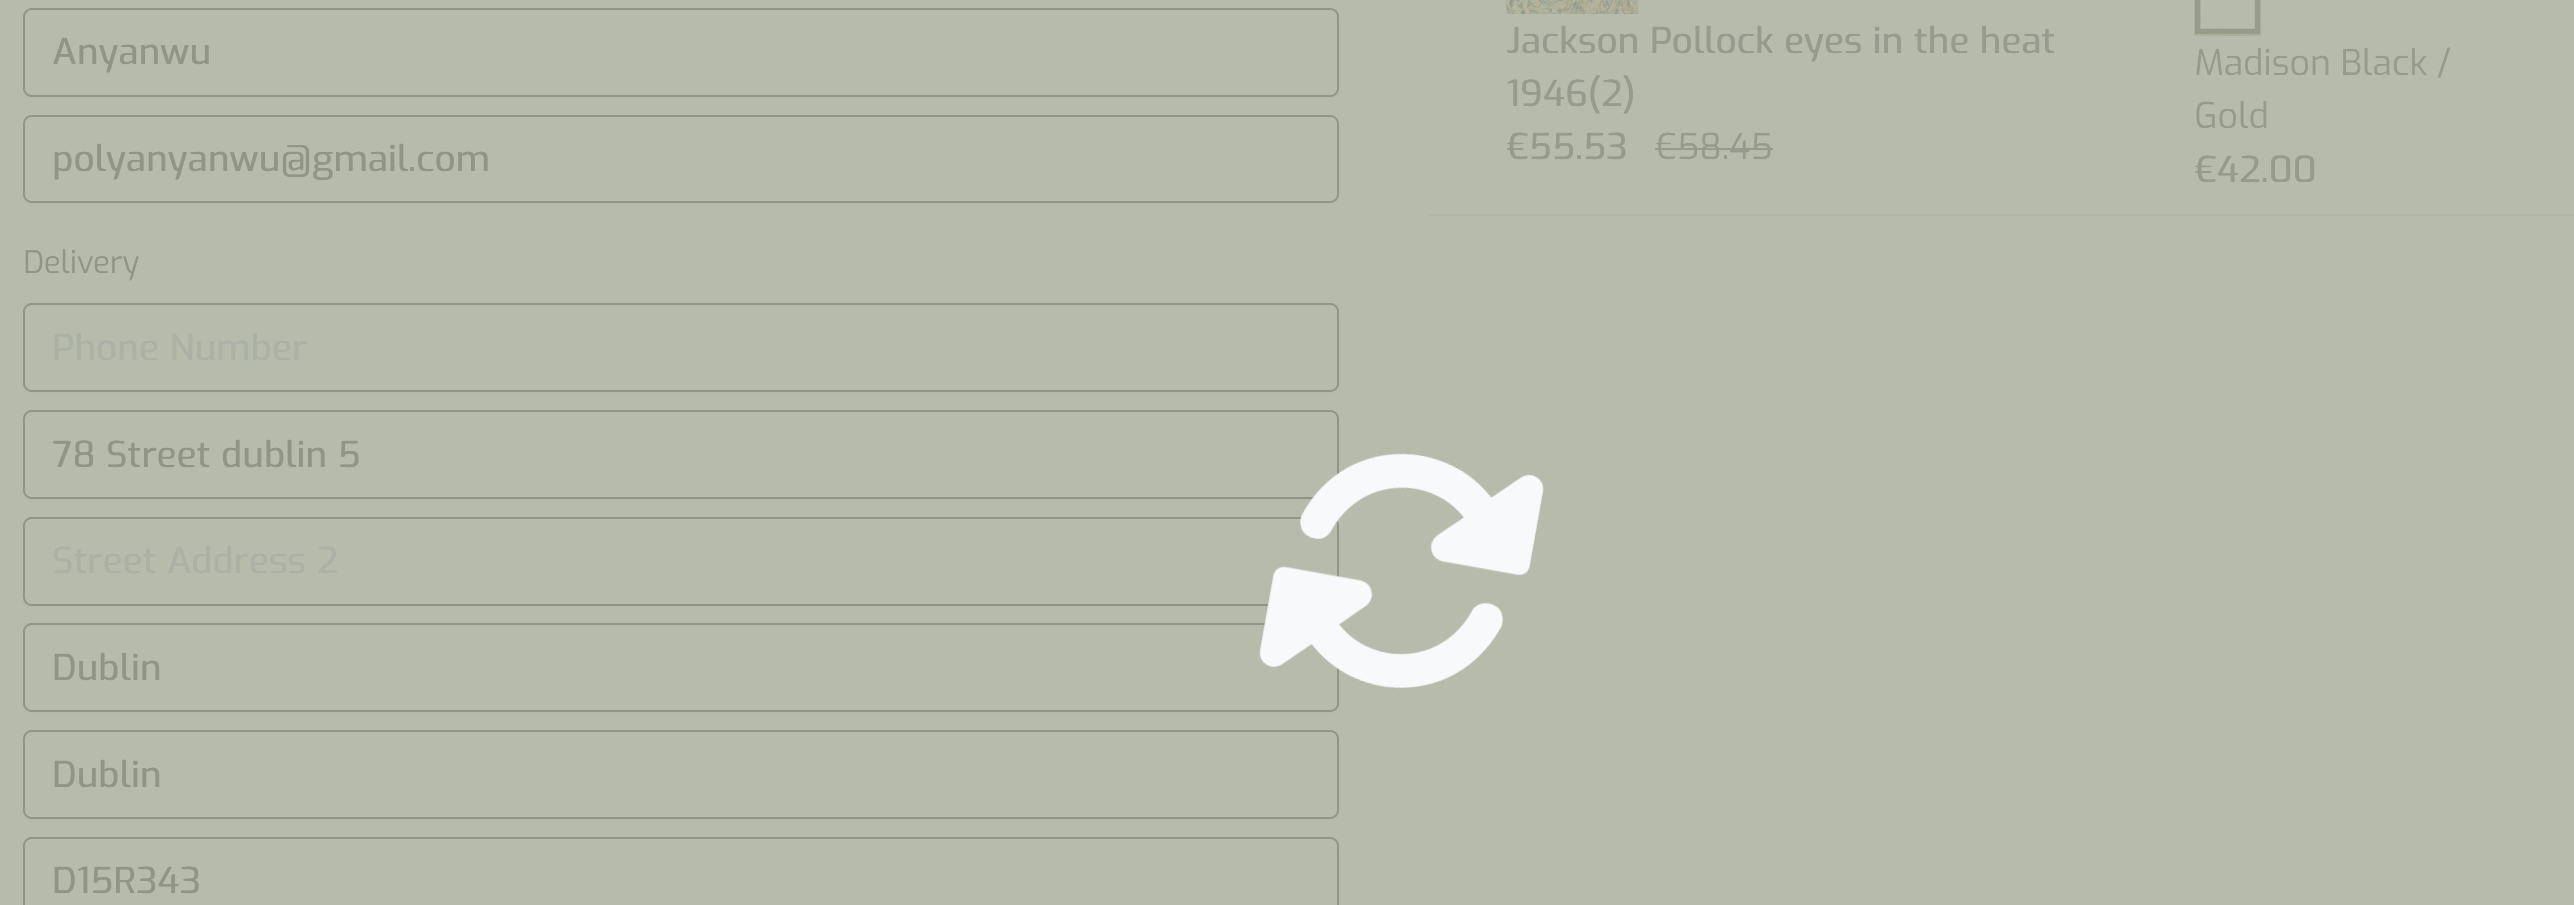 Anyanwu
polyanyanwu@gmail.com
Delivery
Phone Number
78 Street dublin 5
Street Address 2
Dublin
Dublin
D15R343
Jackson Pollock eyes in the heat
1946(2)
€55.53 €58.45
Madison Black /
Gold
€42.00